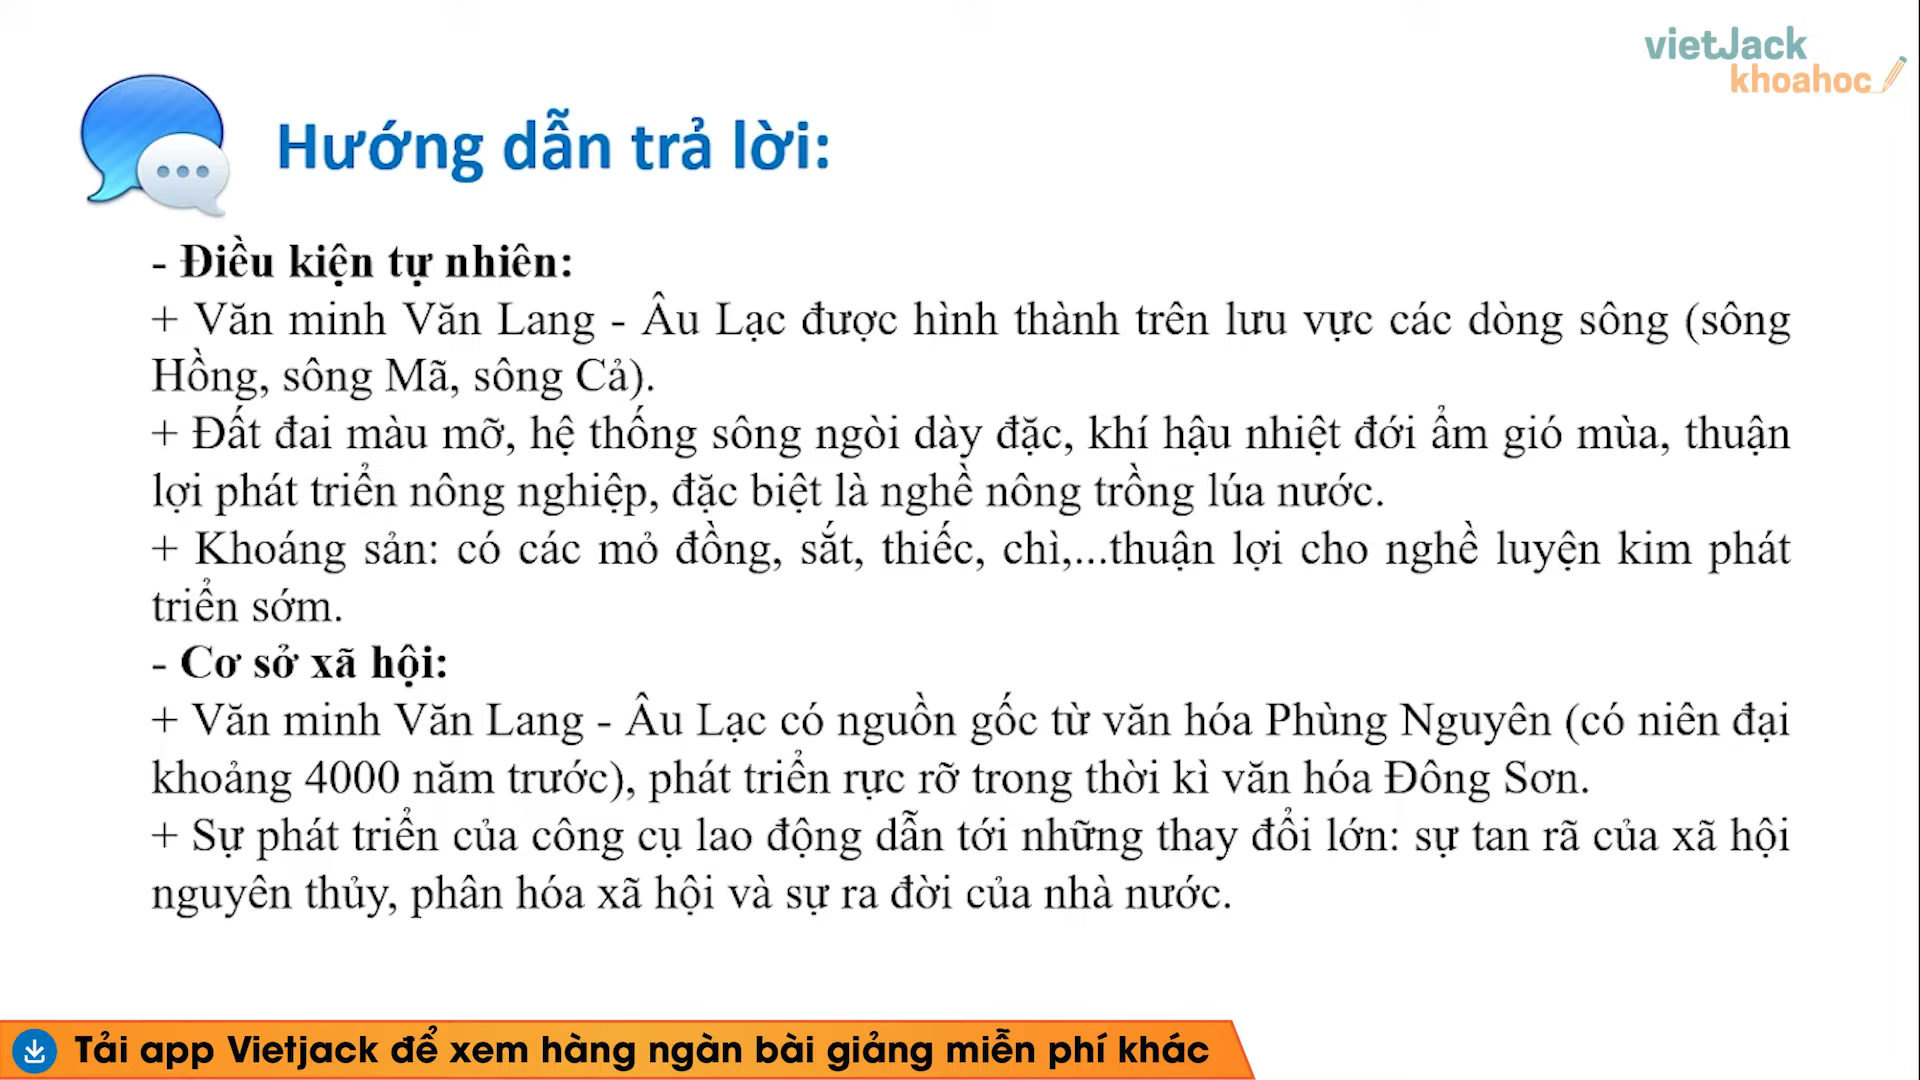 vietJack
khoahoc
Hướng dẫn trả lời:
- Điều kiện tự nhiên:
+ Văn minh Văn Lang - Âu Lạc được hình thành trên lưu vực các dòng sông (sông
Hồng, sông Mã, sông Cả).
+ Đất đai màu mỡ, hệ thống sông ngòi dày đặc, khí hậu nhiệt đới ẩm gió mùa, thuận
lợi phát triển nông nghiệp, đặc biệt là nghề nông trồng lúa nước.
+ Khoáng sản: có các mỏ đồng, sắt, thiếc, chì,...thuận lợi cho nghề luyện kim phát
triển sớm.
- Cơ sở xã hội:
+ Văn minh Văn Lang - Âu Lạc có nguồn gốc từ văn hóa Phùng Nguyên (có niên đại
khoảng 4000 năm trước), phát triển rực rỡ trong thời kì văn hóa Đông Sơn.
+ Sự phát triển của công cụ lao động dẫn tới những thay đổi lớn: sự tan rã của xã hội
nguyên thủy, phân hóa xã hội và sự ra đời của nhà nước.
Tải app Vietjack để xem hàng ngàn bài giảng miễn phí khác